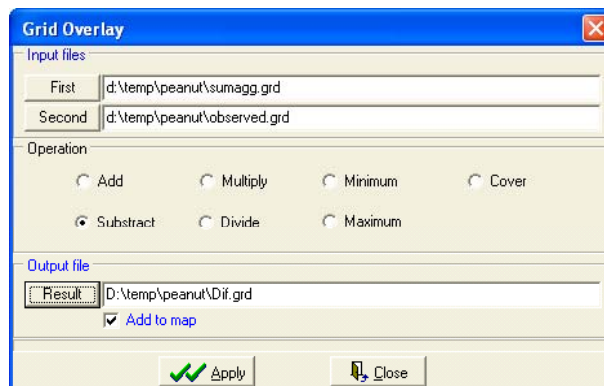 Grid Overlay
Input files
First d:\temp\peanut\sumagg.grd
Second d:\temp\peanut\observed.grd
Operation
Add Multiply Minimum Cover
Substract Divide Maximum
Output file
Result D:\temp\peanut\Dif.grd
Add to map
Apply Close